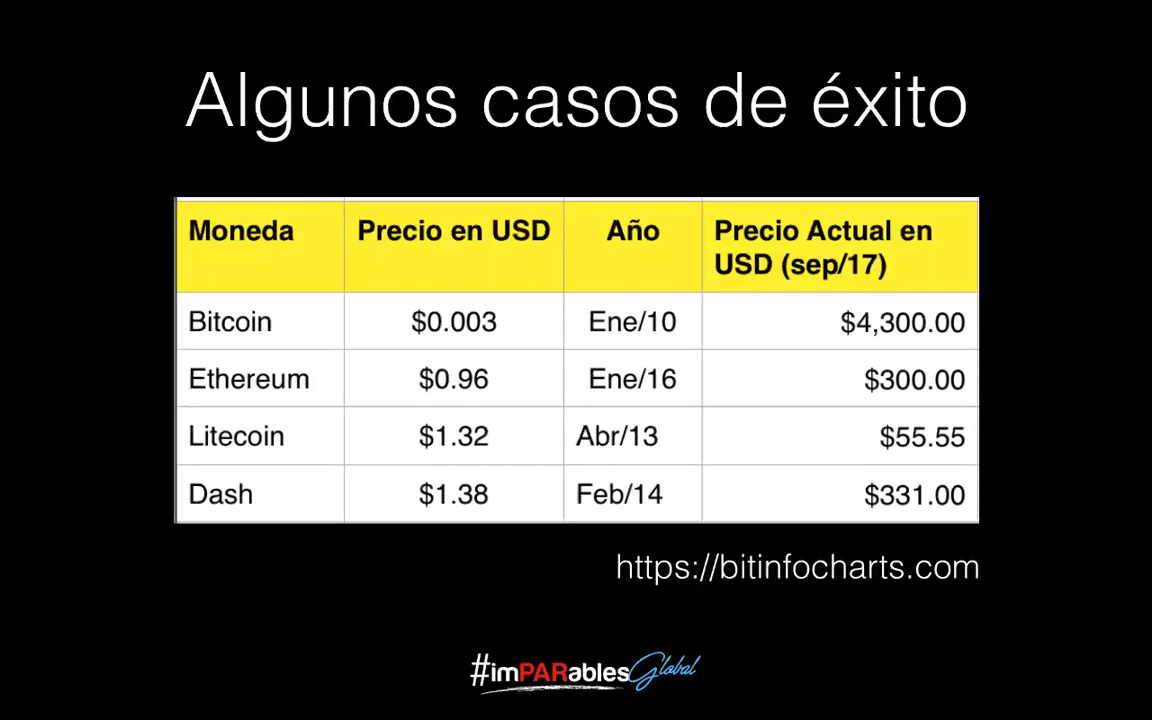 Algunos casos de éxito
Moneda Precio en USD Año Precio Actual en
USD (sep/17)
Bitcoin $0.003 Ene/10 $4,300.00
Ethereum $0.96 Ene/16 $300.00
Litecoin $1.32 Abr/13 $55.55
Dash $1.38 Feb/14 $331.00
https://bitinfocharts.com
#imPARablesGlobal